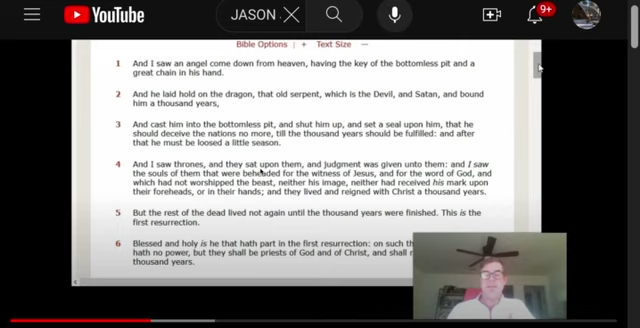 YouTube
JASON
9+
Bible Options | + Text Size —
1 And I saw an angel come down from heaven, having the key of the bottomless pit and a
great chain in his hand.
2 And he laid hold on the dragon, that old serpent, which is the Devil, and Satan, and bound
him a thousand years,
3 And cast him into the bottomless pit, and shut him up, and set a seal upon him, that he
should deceive the nations no more, till the thousand years should be fulfilled: and after
that he must be loosed a little season.
4 And I saw thrones, and they sat upon them, and judgment was given unto them: and I saw
the souls of them that were beheaded for the witness of Jesus, and for the word of God, and
which had not worshipped the beast, neither his image, neither had received his mark upon
their foreheads, or in their hands; and they lived and reigned with Christ a thousand years.
5 But the rest of the dead lived not again until the thousand years were finished. This is the
first resurrection.
6 Blessed and holy is he that hath part in the first resurrection: on such th
hath no power, but they shall be priests of God and of Christ, and shall
thousand years.